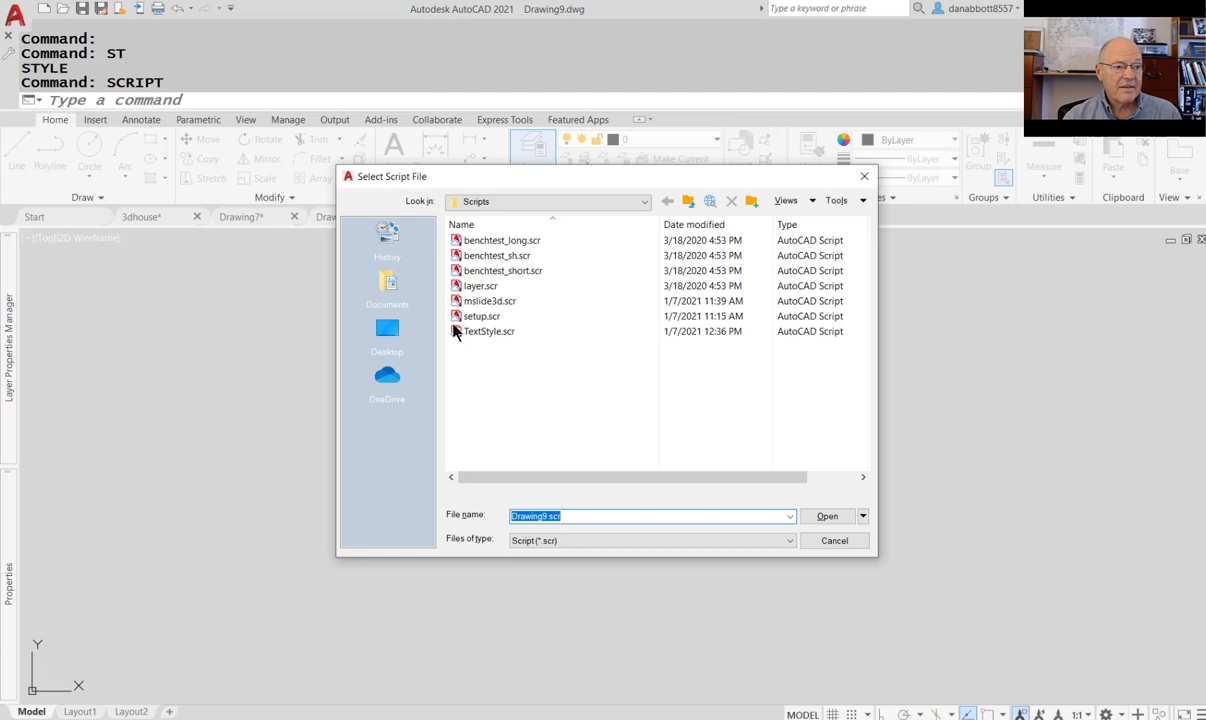 Autodesk AutoCAD 2021 Drawing9.dwg
Type a keyword or phrase
danabbott8557
Command:
Command: ST
STYLE
Command: SCRIPT
Type a command
Home Insert Annotate Parametric View Manage Output Add-ins Collaborate Express Tools Featured Apps
Move Rotate Trim
Copy Mirror Fillet
Stretch Scale Array
Line Polyline Circle Arc
0
Make Current
ByLayer
ByLayer
ByLayer
Group
Measure
Paste
Base
Draw
Modify
Properties
Groups
Utilities
Clipboard
View
Start 3dhouse* Drawing7*
[−][Top][2D Wireframe]
Layer Properties Manager
Properties
Select Script File
Look in: Scripts Views Tools
History
Documents
Desktop
OneDrive
Name Date modified Type
benchtest_long.scr 3/18/2020 4:53 PM AutoCAD Script
benchtest_sh.scr 3/18/2020 4:53 PM AutoCAD Script
benchtest_short.scr 3/18/2020 4:53 PM AutoCAD Script
layer.scr 3/18/2020 4:53 PM AutoCAD Script
mslide3d.scr 1/7/2021 11:39 AM AutoCAD Script
setup.scr 1/7/2021 11:15 AM AutoCAD Script
TextStyle.scr 1/7/2021 12:36 PM AutoCAD Script
File name: Drawing9.scr Open
Files of type: Script (*.scr) Cancel
Y
X
Model Layout1 Layout2
MODEL 1:1